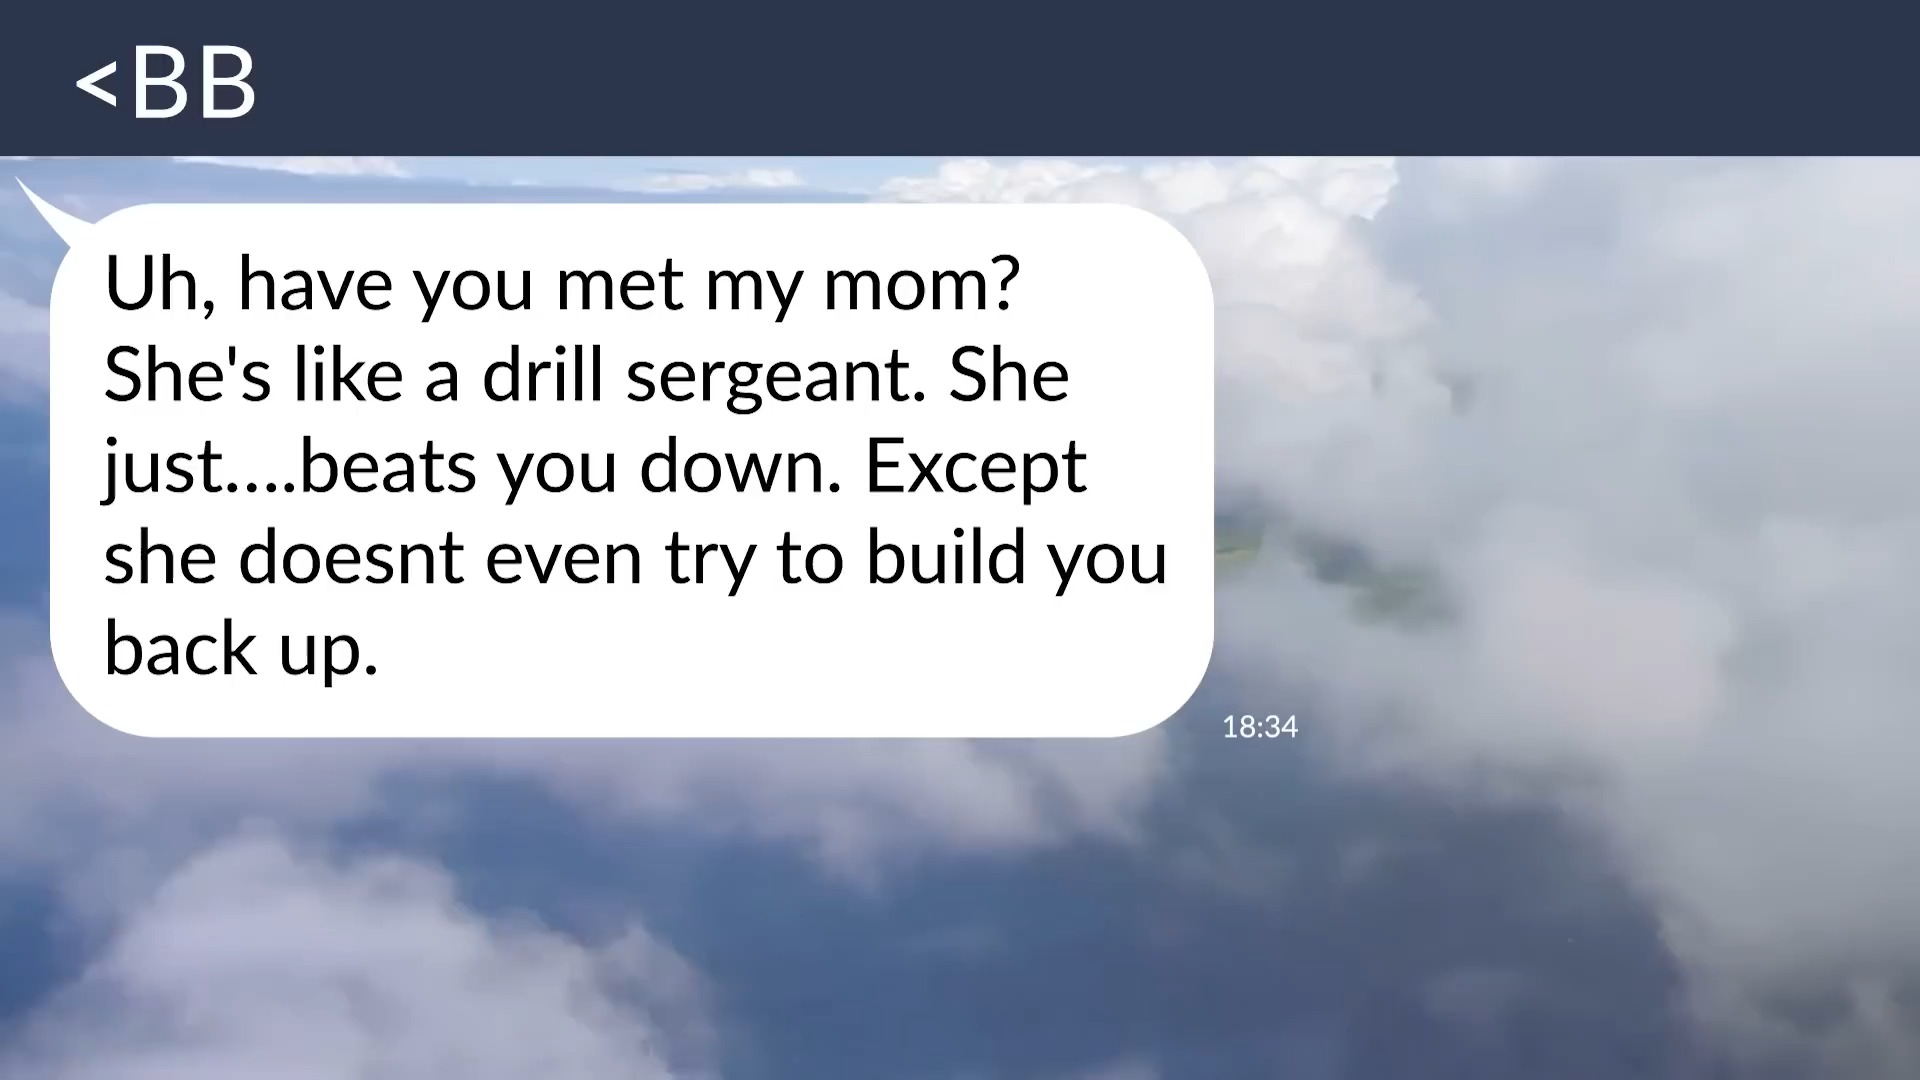 <BB
Uh, have you met my mom?
She's like a drill sergeant. She
just....beats you down. Except
she doesnt even try to build you
back up.
18:34